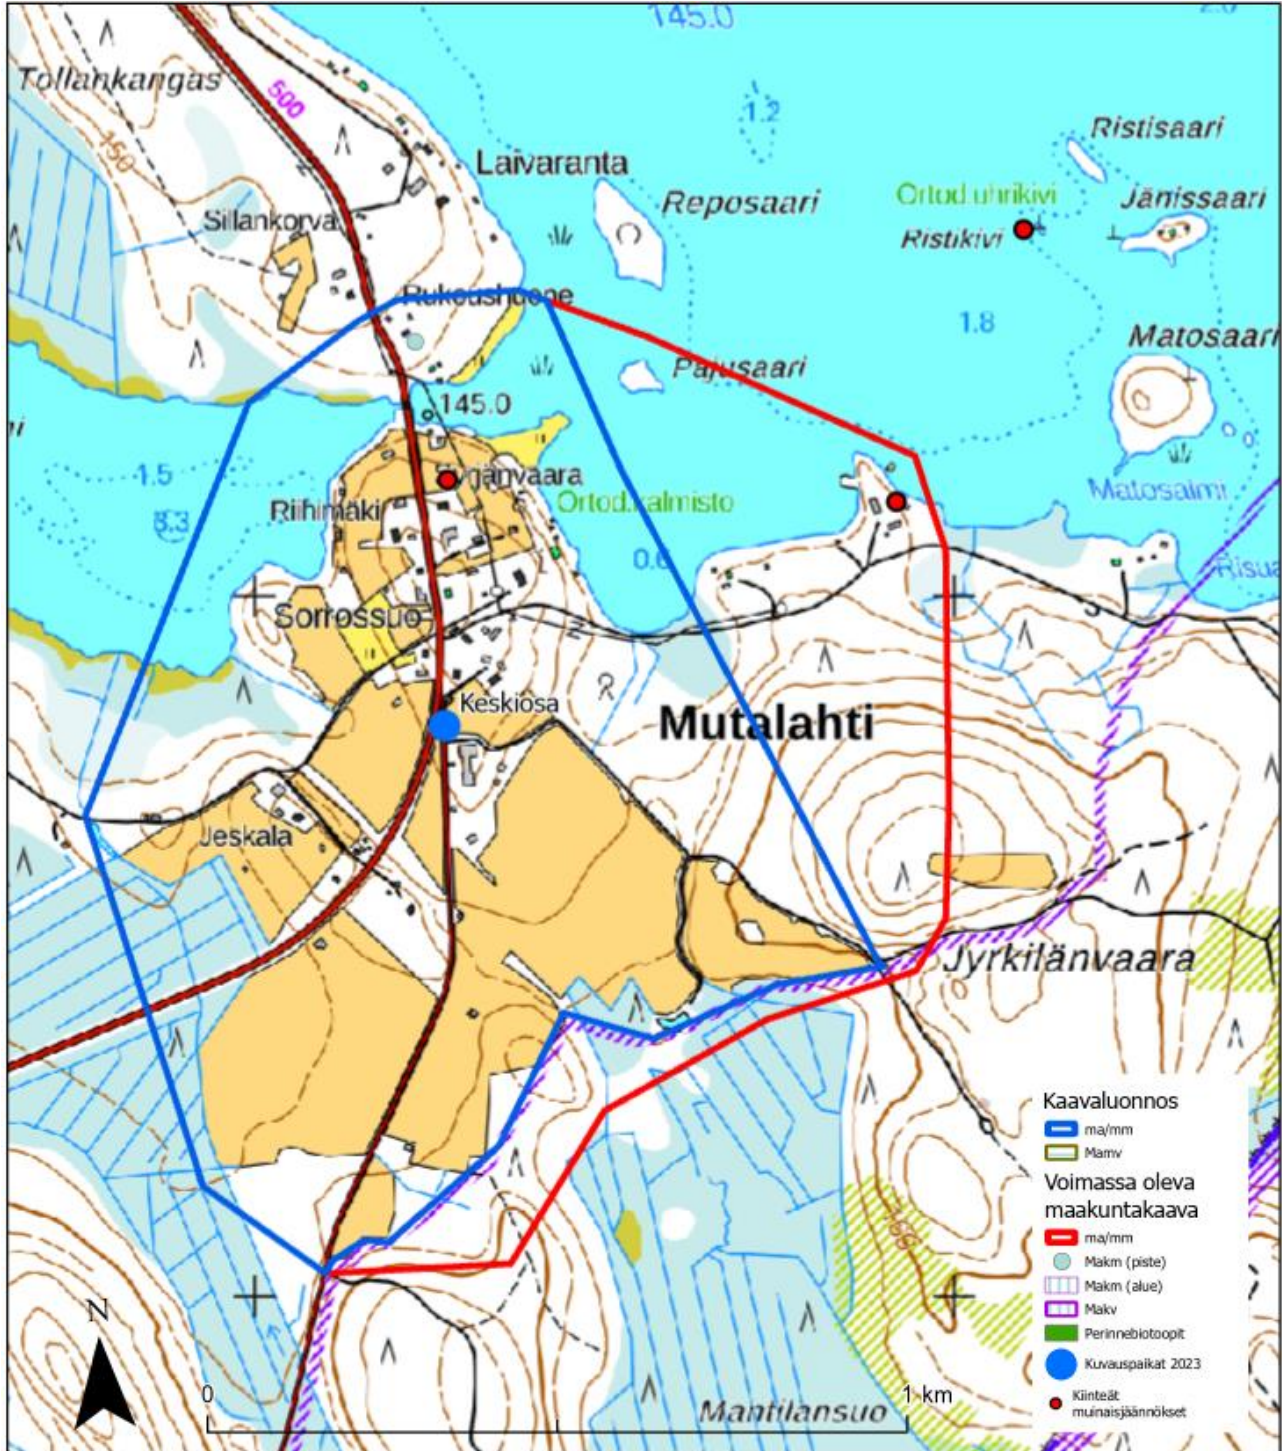 145.0
2.0
Tollankangas
500
1.2
Ristisaari
150
Laivaranta
Reposaari
Ortod.uhrikivi
Jänissaari
Sillankorva
Ristikivi
Rukoushuone
1.8
Matosaari
Pajusaari
145.0
1.5
Riihimäki
Ortod.kalmisto
Matosalmi
3.3
0.6
Sorrossuo
Keskiosa
Mutalahti
Jeskala
Jyrkilänvaara
Kaavaluonnos
ma/mm
Mamv
Voimassa oleva
maakuntakaava
ma/mm
Makm (piste)
Makm (alue)
Makv
Perinnebiotoopit
Kuvauspaikat 2023
Kiinteät
muinaisjäännökset
N
0
1 km
Mantilansuo